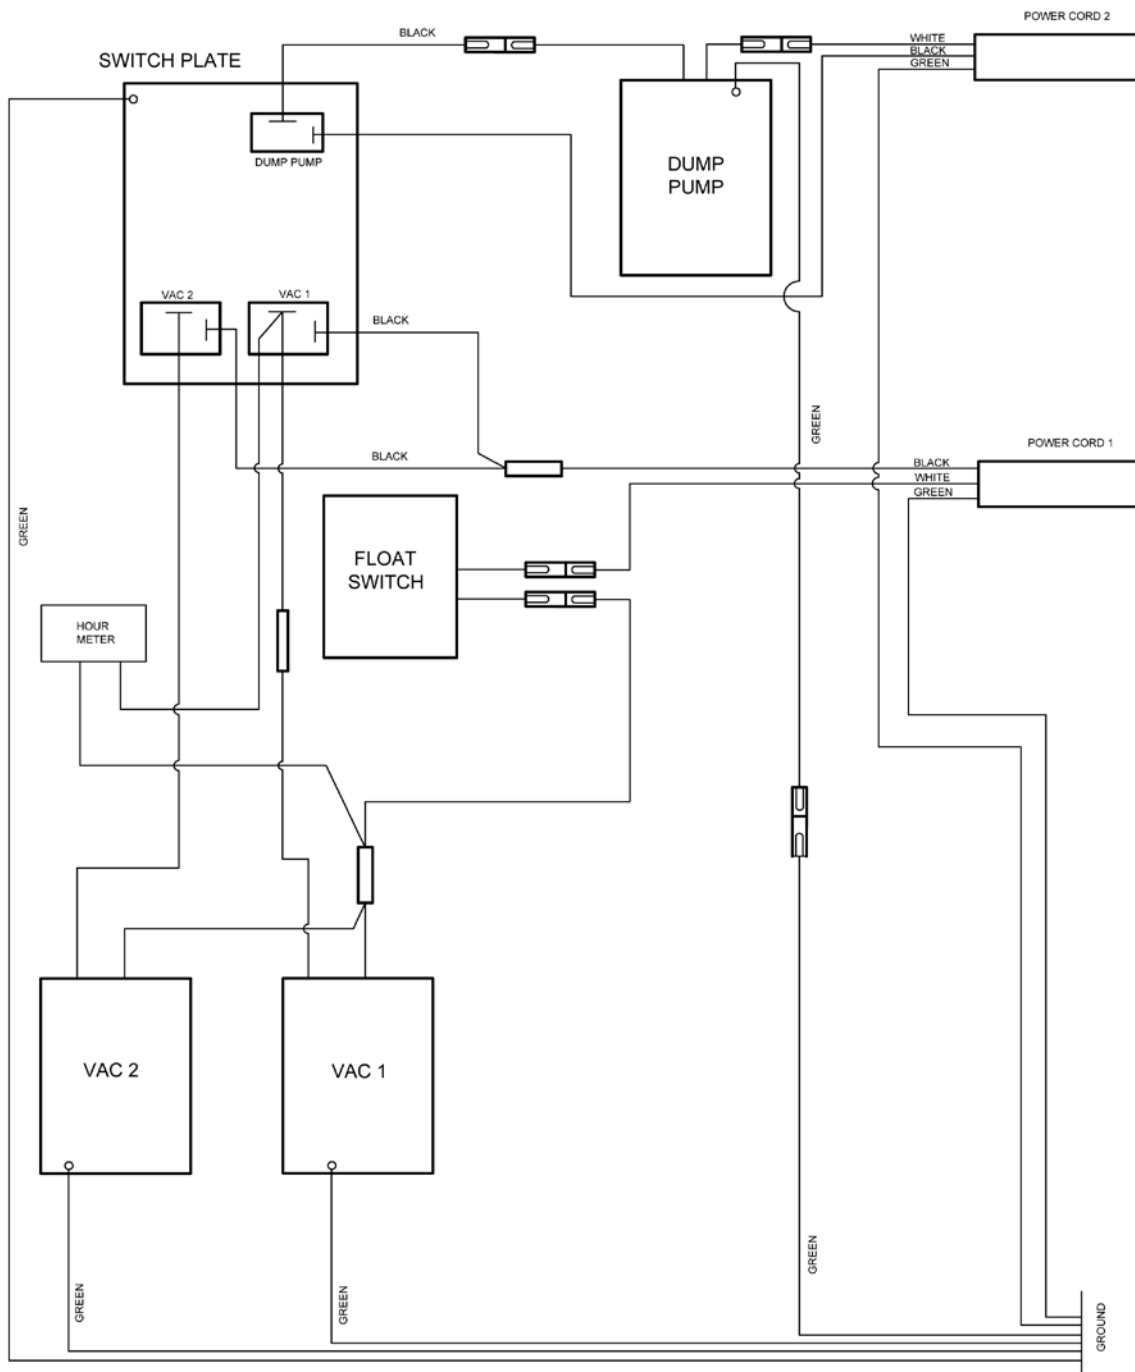 POWER CORD 2
BLACK
WHITE
BLACK
GREEN
SWITCH PLATE
DUMP PUMP
DUMP
PUMP
VAC 2
VAC 1
BLACK
GREEN
POWER CORD 1
BLACK
BLACK
WHITE
GREEN
GREEN
FLOAT
SWITCH
HOUR
METER
VAC 2
VAC 1
GREEN
GREEN
GREEN
GROUND